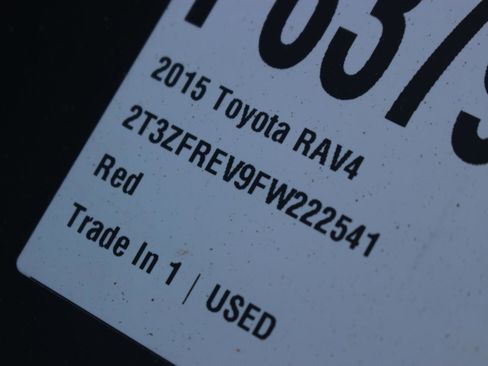 2015 Toyota RAV4
2T3ZFREV9FW222541
Red
Trade In 1 | USED